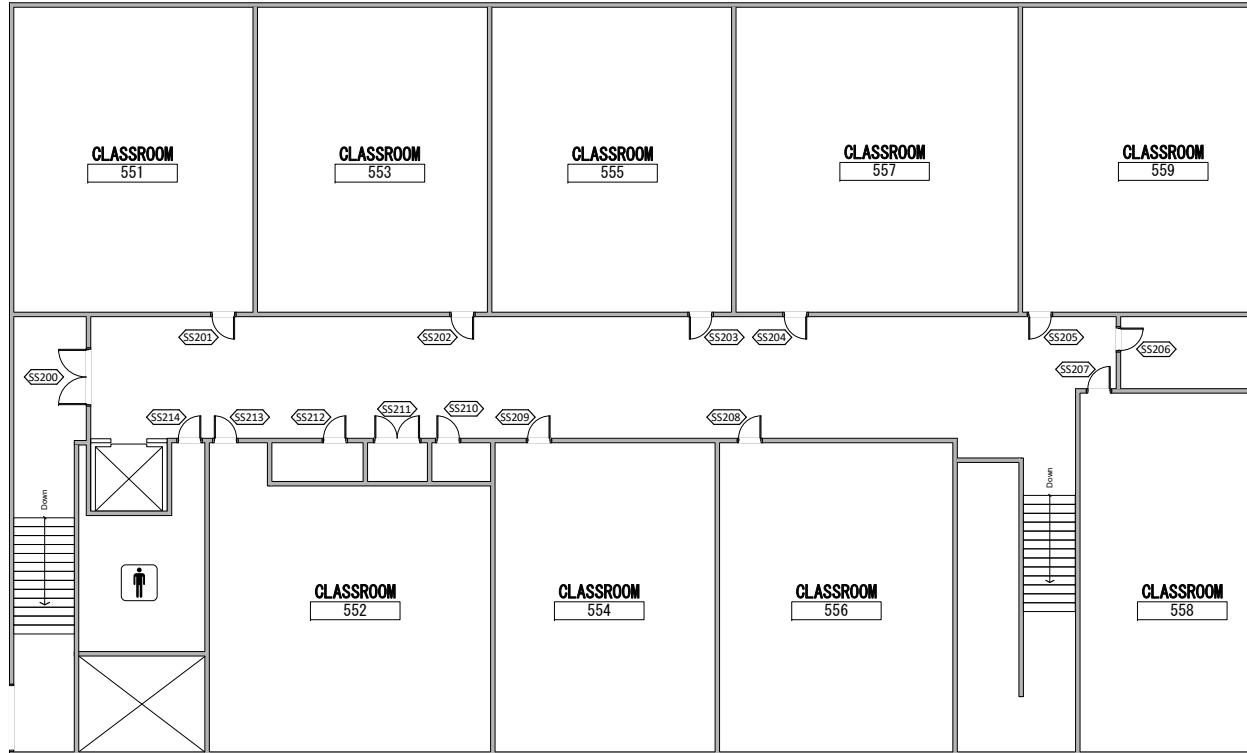 CLASSROOM
551
CLASSROOM
553
CLASSROOM
555
CLASSROOM
557
CLASSROOM
559
SS201
SS202
SS203
SS204
SS205
SS206
SS200
SS207
SS214
SS213
SS212
SS211
SS210
SS209
SS208
Down
Down
CLASSROOM
552
CLASSROOM
554
CLASSROOM
556
CLASSROOM
558